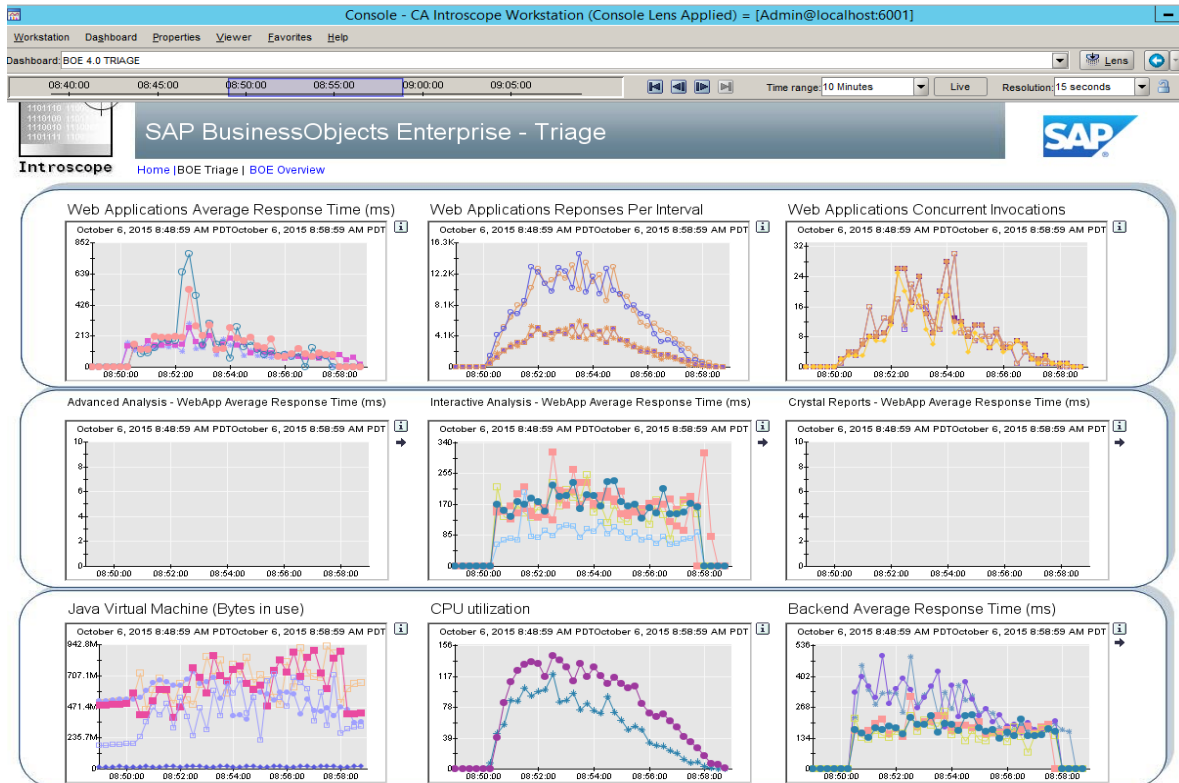 Console - CA Introscope Workstation (Console Lens Applied) = [Admin@localhost:6001]
Workstation Dashboard Properties Viewer Favorites Help
Dashboard: BOE 4.0 TRIAGE Lens
08:40:00 08:45:00 08:50:00 08:55:00 09:00:00 09:05:00 Time range: 10 Minutes Live Resolution: 15 seconds
SAP BusinessObjects Enterprise - Triage
SAP
Introscope
Home |BOE Triage | BOE Overview
Web Applications Average Response Time (ms)
October 6, 2015 8:48:59 AM PDTOctober 6, 2015 8:58:59 AM PDT
852
639
426
213
0
08:50:00 08:52:00 08:54:00 08:56:00 08:58:00
Web Applications Reponses Per Interval
October 6, 2015 8:48:59 AM PDTOctober 6, 2015 8:58:59 AM PDT
16.3K
12.2K
8.1K
4.1K
0
08:50:00 08:52:00 08:54:00 08:56:00 08:58:00
Web Applications Concurrent Invocations
October 6, 2015 8:48:59 AM PDTOctober 6, 2015 8:58:59 AM PDT
32
24
16
8
0
08:50:00 08:52:00 08:54:00 08:56:00 08:58:00
Advanced Analysis - WebApp Average Response Time (ms)
October 6, 2015 8:48:59 AM PDTOctober 6, 2015 8:58:59 AM PDT
10
8
6
4
2
0
08:50:00 08:52:00 08:54:00 08:56:00 08:58:00
Interactive Analysis - WebApp Average Response Time (ms)
October 6, 2015 8:48:59 AM PDTOctober 6, 2015 8:58:59 AM PDT
340
255
170
85
0
08:50:00 08:52:00 08:54:00 08:56:00 08:58:00
Crystal Reports - WebApp Average Response Time (ms)
October 6, 2015 8:48:59 AM PDTOctober 6, 2015 8:58:59 AM PDT
10
8
6
4
2
0
08:50:00 08:52:00 08:54:00 08:56:00 08:58:00
Java Virtual Machine (Bytes in use)
October 6, 2015 8:48:59 AM PDTOctober 6, 2015 8:58:59 AM PDT
942.8M
707.1M
471.4M
235.7M
0
08:50:00 08:52:00 08:54:00 08:56:00 08:58:00
CPU utilization
October 6, 2015 8:48:59 AM PDTOctober 6, 2015 8:58:59 AM PDT
156
117
78
39
0
08:50:00 08:52:00 08:54:00 08:56:00 08:58:00
Backend Average Response Time (ms)
October 6, 2015 8:48:59 AM PDTOctober 6, 2015 8:58:59 AM PDT
536
402
268
134
0
08:50:00 08:52:00 08:54:00 08:56:00 08:58:00